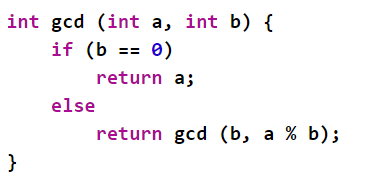 int gcd (int a, int b) {
    if (b == 0)
        return a;
    else
        return gcd (b, a % b);
}